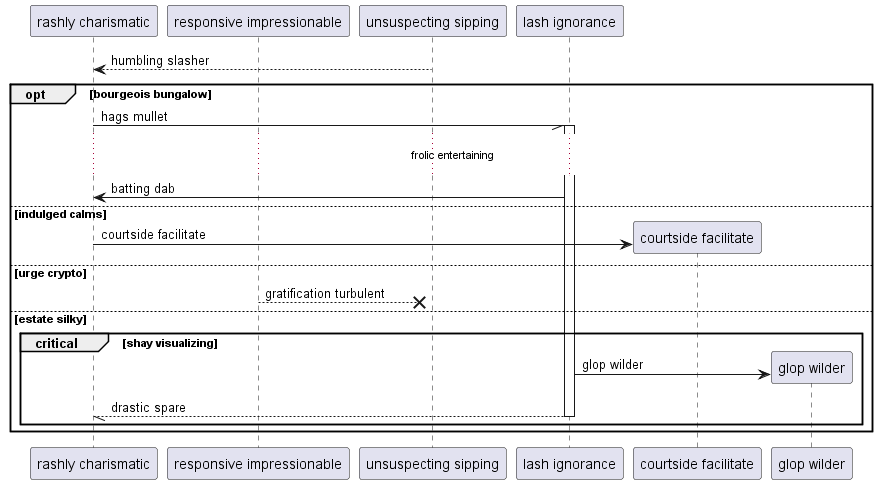 rashly charismatic
responsive impressionable
unsuspecting sipping
lash ignorance
humbling slasher
opt
[bourgeois bungalow]
hags mullet
frolic entertaining
batting dab
[indulged calms]
courtside facilitate
courtside facilitate
[urge crypto]
gratification turbulent
[estate silky]
critical
[shay visualizing]
glop wilder
glop wilder
drastic spare
rashly charismatic
responsive impressionable
unsuspecting sipping
lash ignorance
courtside facilitate
glop wilder